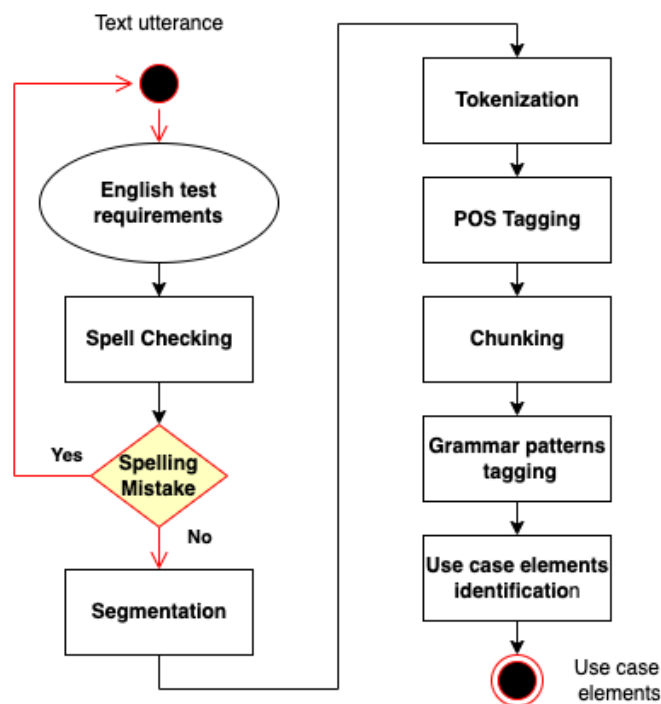 Text utterance
English test
requirements
Spell Checking
Yes
Spelling
Mistake
No
Segmentation
Tokenization
POS Tagging
Chunking
Grammar patterns
tagging
Use case elements
identification
Use case
elements